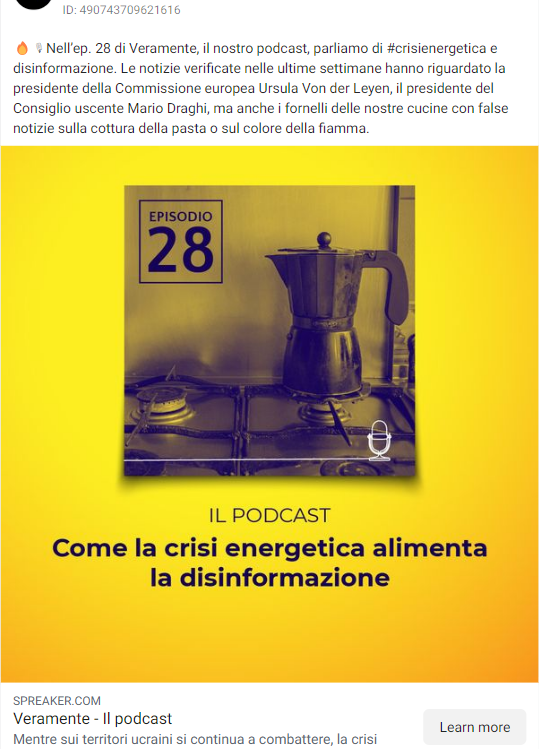 ID: 490743709621616
🔥💡Nell'ep. 28 di Veramente, il nostro podcast, parliamo di #crisienergetica e
disinformazione. Le notizie verificate nelle ultime settimane hanno riguardato la
presidente della Commissione europea Ursula Von der Leyen, il presidente del
Consiglio uscente Mario Draghi, ma anche i fornelli delle nostre cucine con false
notizie sulla cottura della pasta o sul colore della fiamma.
EPISODIO
28
IL PODCAST
Come la crisi energetica alimenta
la disinformazione
SPREAKER.COM
Veramente - Il podcast
Mentre sui territori ucraini si continua a combattere, la crisi
Learn more